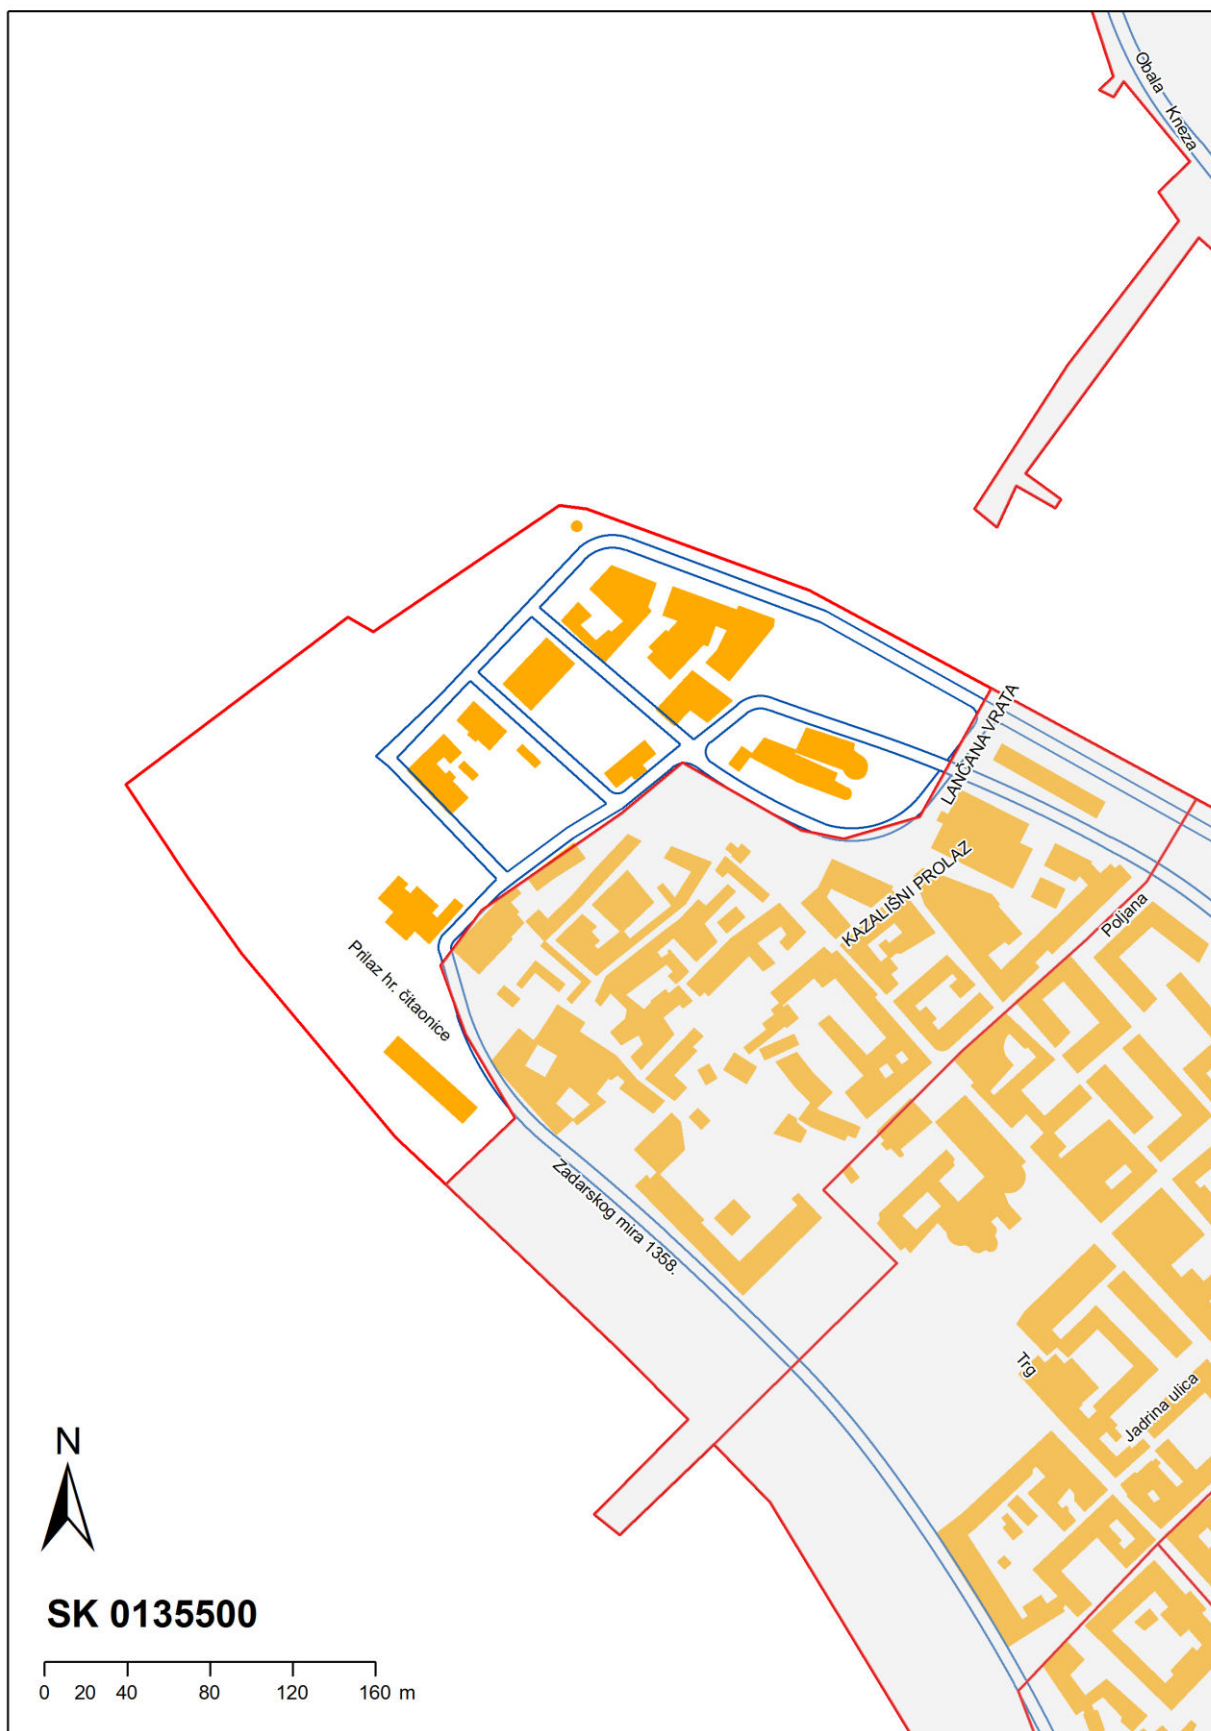 Obala Kneza
LANČANA VRATA
KAZALIŠNI PROLAZ
Poljana
Prilaz hr. čitaonice
Zadarskog mira 1358.
Trg
Jadrina ulica
N
SK 0135500
0 20 40 80 120 160 m